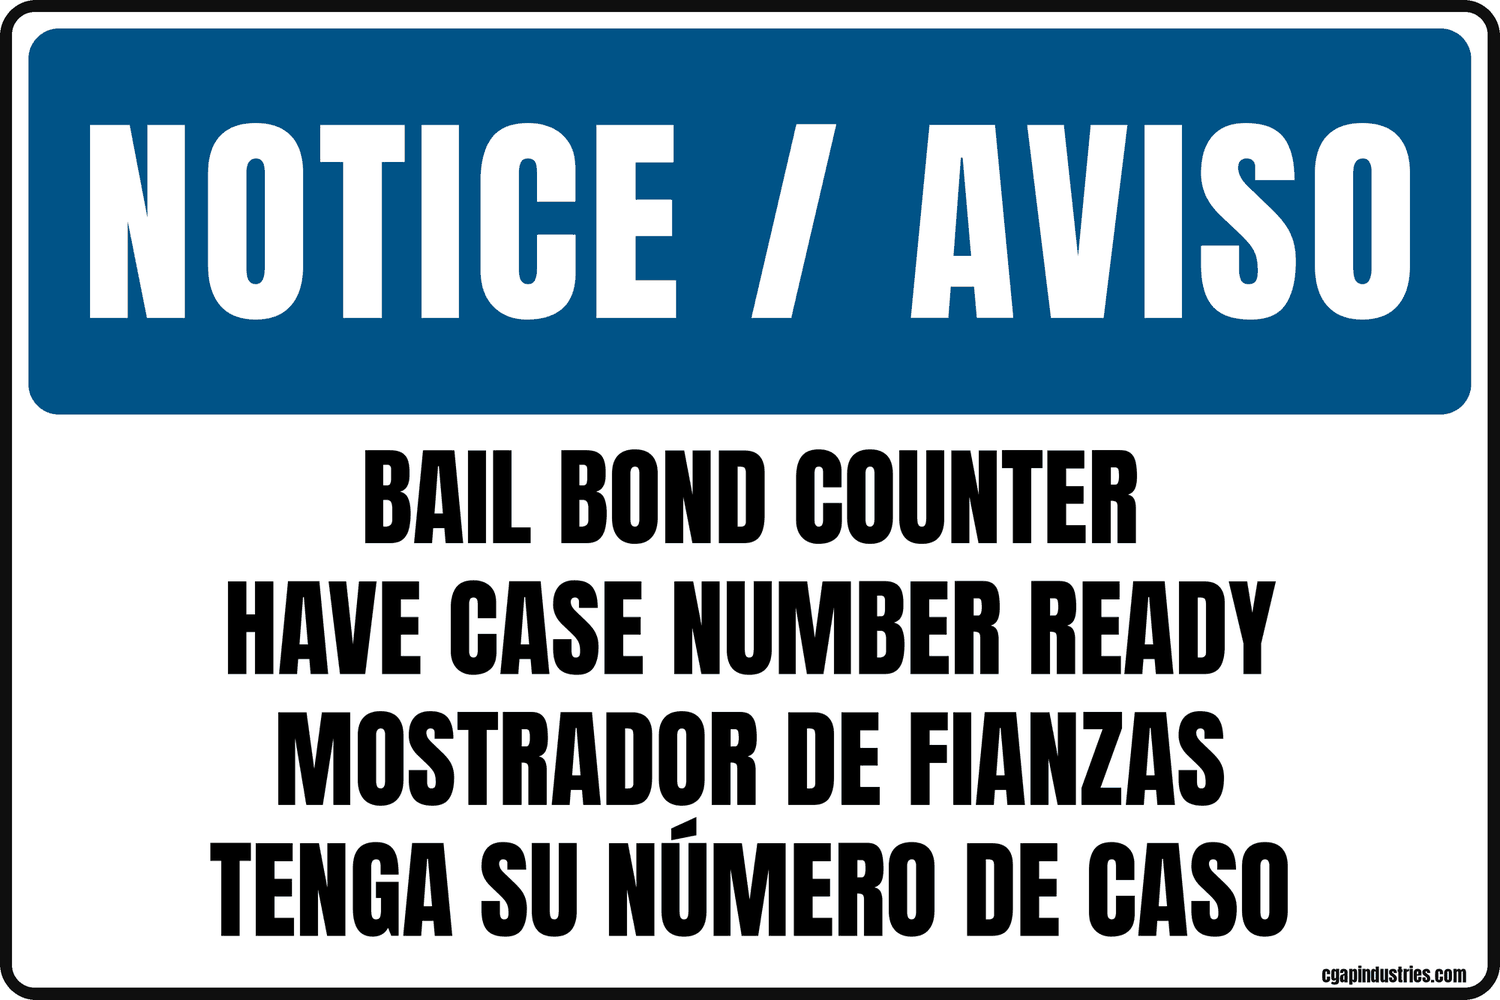 NOTICE / AVISO
BAIL BOND COUNTER
HAVE CASE NUMBER READY
MOSTRADOR DE FIANZAS
TENGA SU NÚMERO DE CASO
cgapindustries.com